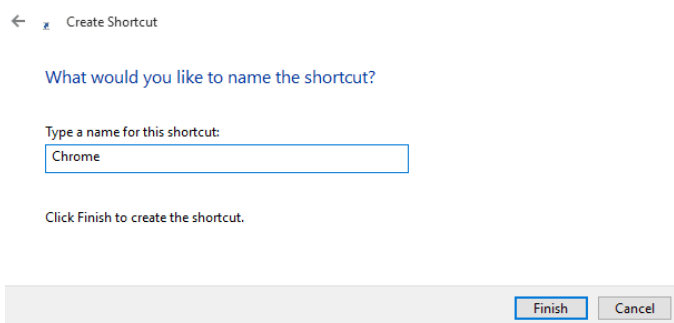 Create Shortcut
What would you like to name the shortcut?
Type a name for this shortcut:
Chrome
Click Finish to create the shortcut.
Finish Cancel